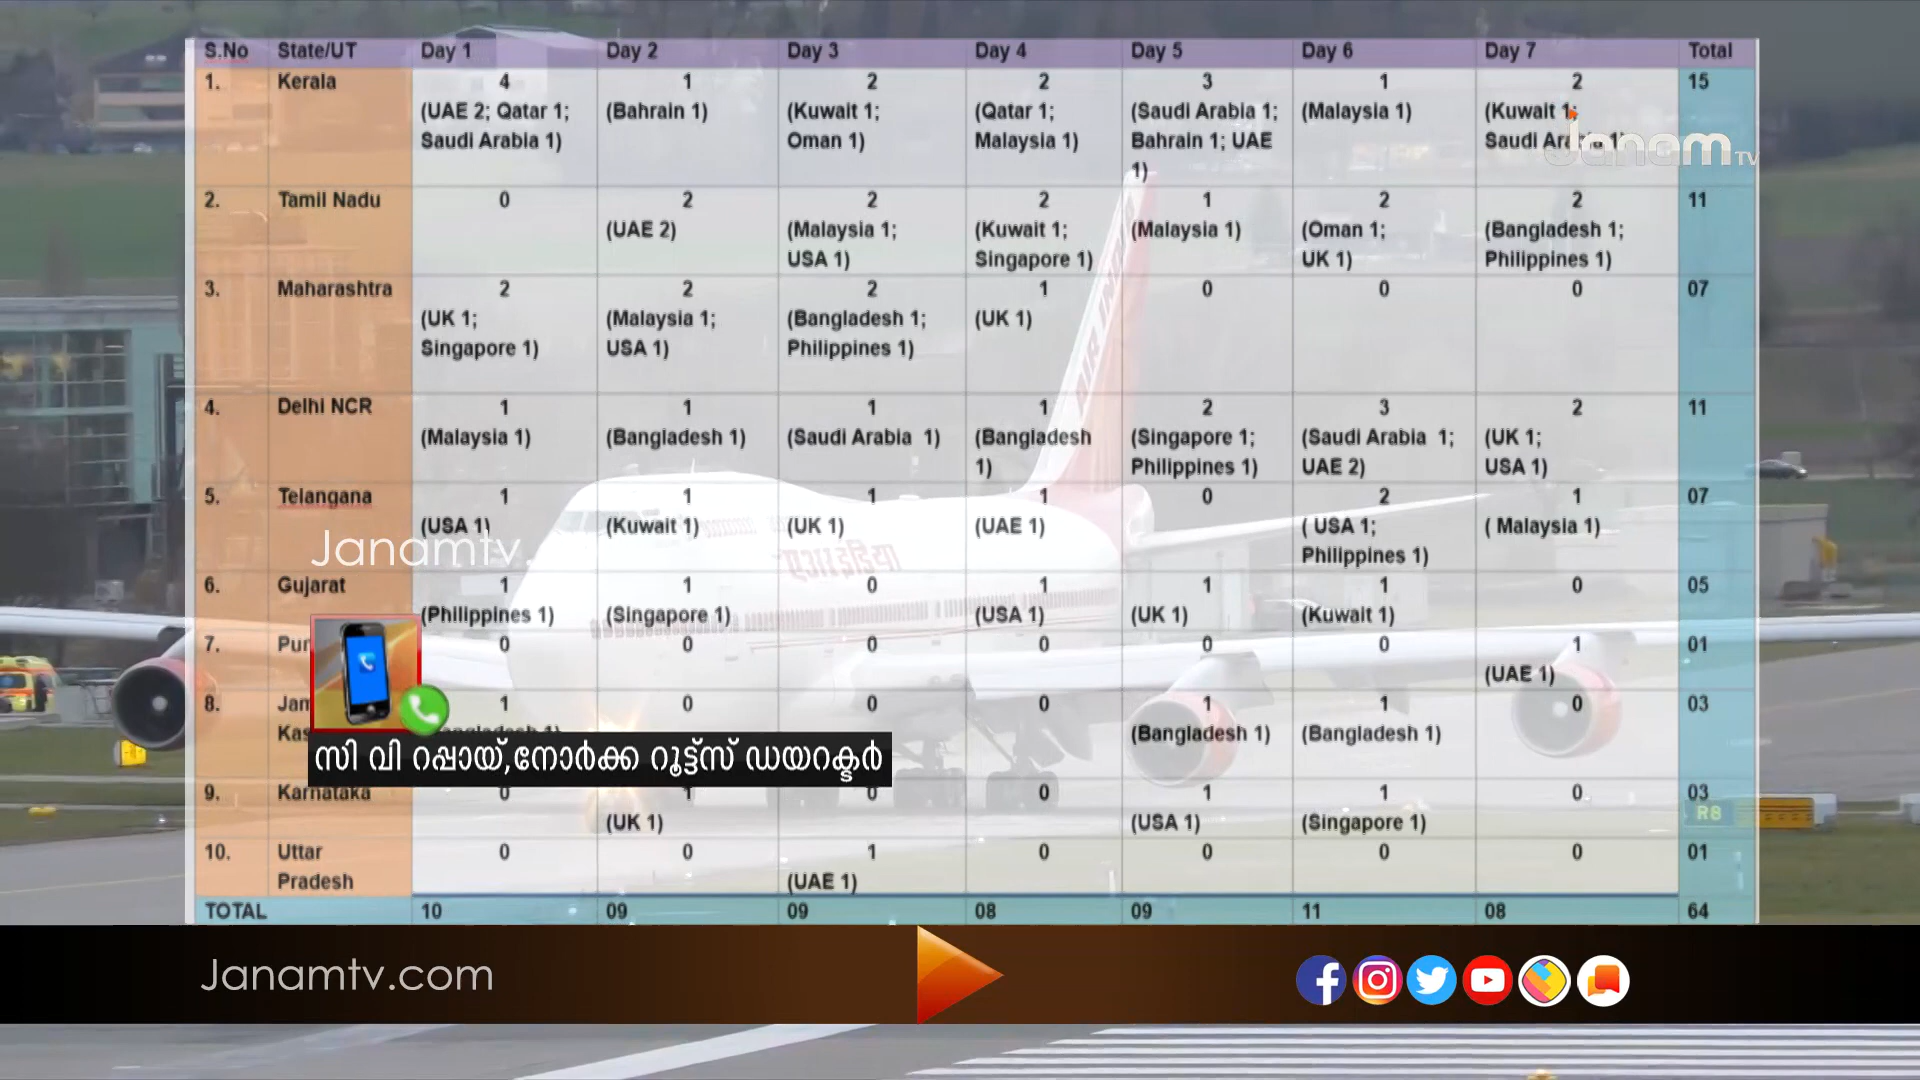 S.No State/UT Day 1 Day 2 Day 3 Day 4 Day 5 Day 6 Day 7 Total
1. Kerala 4 1 2 2 3 1 2 15
(UAE 2; Qatar 1; (Bahrain 1) (Kuwait 1; (Qatar 1; (Saudi Arabia 1; (Malaysia 1) (Kuwait 1;
Saudi Arabia 1) Oman 1) Malaysia 1) Bahrain 1; UAE Saudi
Janam TV
1)
2. Tamil Nadu 0 2 2 2 1 2 2 11
(UAE 2) (Malaysia 1; (Kuwait 1; (Malaysia 1) (Oman 1; (Bangladesh 1;
USA 1) Singapore 1) UK 1) Philippines 1)
3. Maharashtra 2 2 2 1 0 0 0 07
(UK 1; (Malaysia 1; (Bangladesh 1; (UK 1)
Singapore 1) USA 1) Philippines 1)
4. Delhi NCR 1 1 1 1 2 3 2 11
(Malaysia 1) (Bangladesh 1) (Saudi Arabia 1) (Bangladesh (Singapore 1; (Saudi Arabia 1; (UK 1;
1) Philippines 1) UAE 2) USA 1)
5. Telangana 1 1 1 1 0 2 1 07
(USA 1) (Kuwait 1) (UK 1) (UAE 1) ( USA 1; ( Malaysia 1)
Janamtv.
Philippines 1)
6. Gujarat 1 1 0 1 1 1 0 05
(Philippines 1) (Singapore 1) (USA 1) (UK 1) (Kuwait 1)
7. 0 0 0 0 0 0 1 01
(UAE 1)
8. 1 0 0 0 1 1 0 03
(Bangladesh 1) (Bangladesh 1)
സി വി റപ്പായ്,നോർക്ക റൂട്ട്സ് ഡയറക്ടർ
9. Karnataka 0 1 0 0 1 1 0 03
(UK 1) (USA 1) (Singapore 1) R8
10. Uttar 0 0 1 0 0 0 0 01
Pradesh (UAE 1)
TOTAL 10 09 09 08 09 11 08 64
Janamtv.com